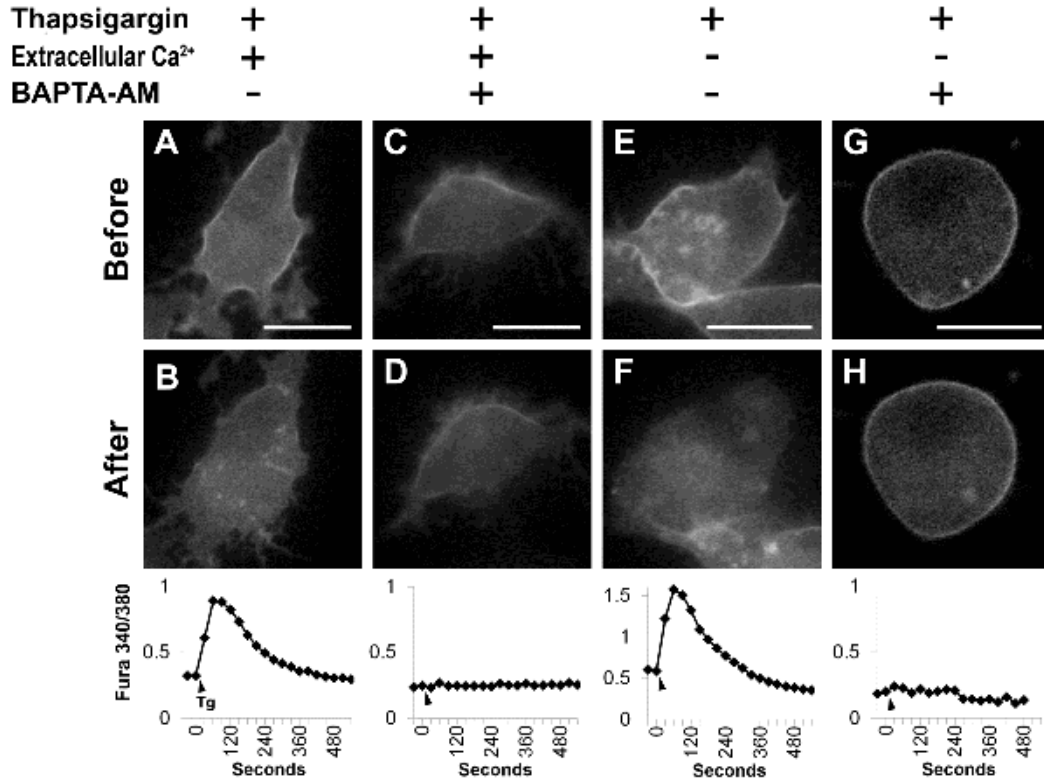 Thapsigargin + + + +
Extracellular Ca²⁺ + + - -
BAPTA-AM - + - +
A C E G
Before
B D F H
After
Fura 340/380
1 1 1.5 1
0.5 0.5 1 0.5
0 0 0.5 0
0
Tg
0 120 240 360 480 0 120 240 360 480 0 120 240 360 480 0 120 240 360 480
Seconds Seconds Seconds Seconds